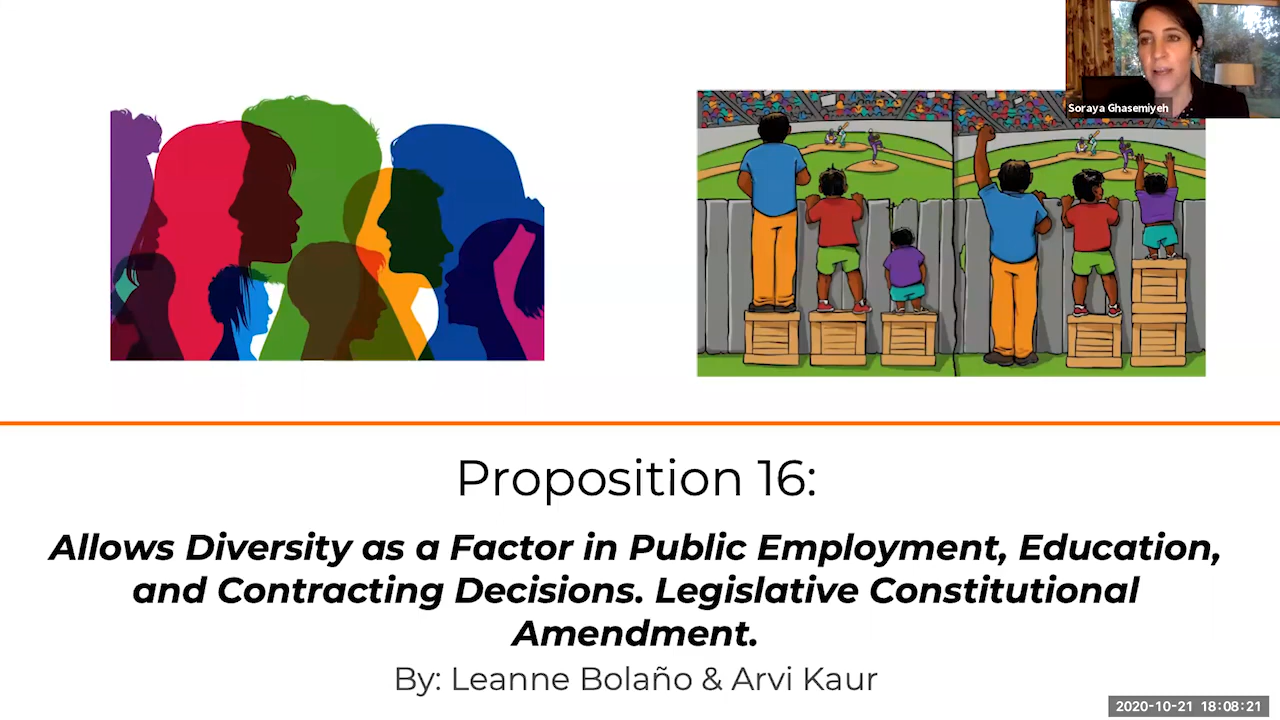 Soraya Ghasemiyeh
Proposition 16:
Allows Diversity as a Factor in Public Employment, Education,
and Contracting Decisions. Legislative Constitutional
Amendment.
By: Leanne Bolaño & Arvi Kaur
2020-10-21 18:08:21